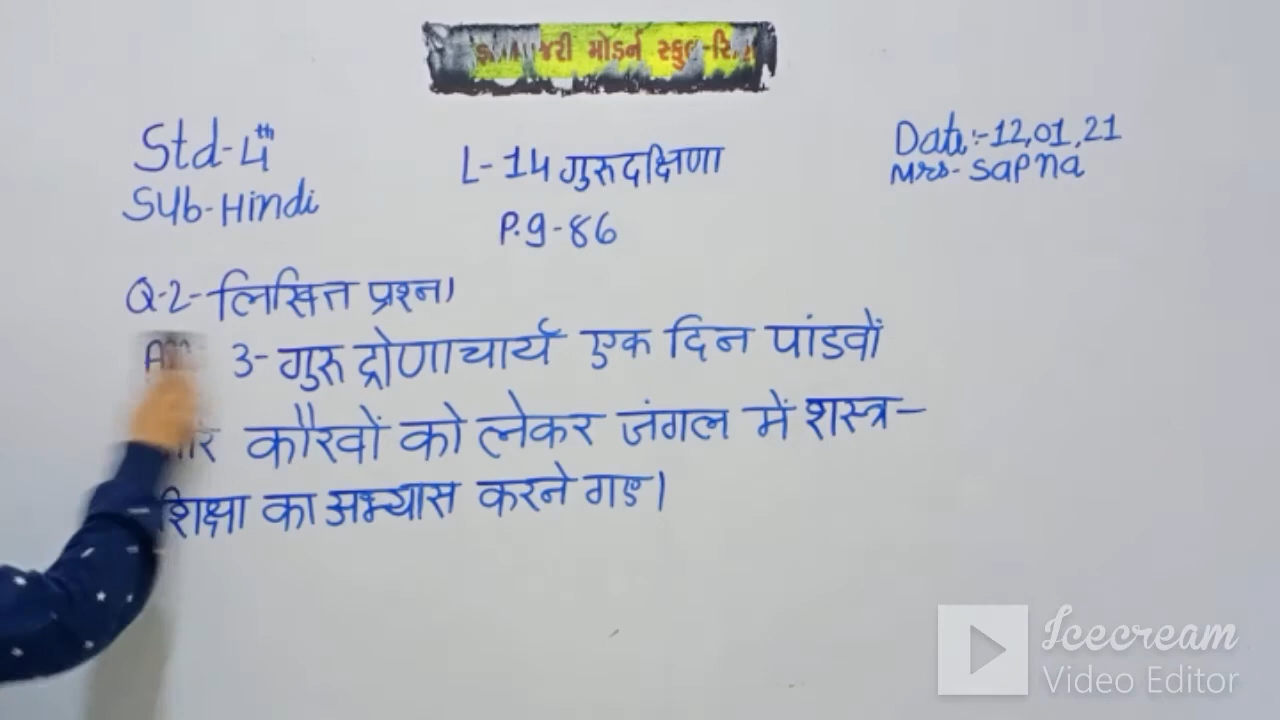 મોડર્ન સ્કુલ
Std-4th
Sub-Hindi
L-14 गुरुदक्षिणा
P.g-86
Date:-12,01,21
Mrs-Sapna
Q-2-लिखित प्रश्न।
3-गुरु द्रोणाचार्य एक दिन पांडवों
कौरवों को लेकर जंगल में शस्त्र-
शिक्षा का अभ्यास करने गए।
Icecream
Video Editor